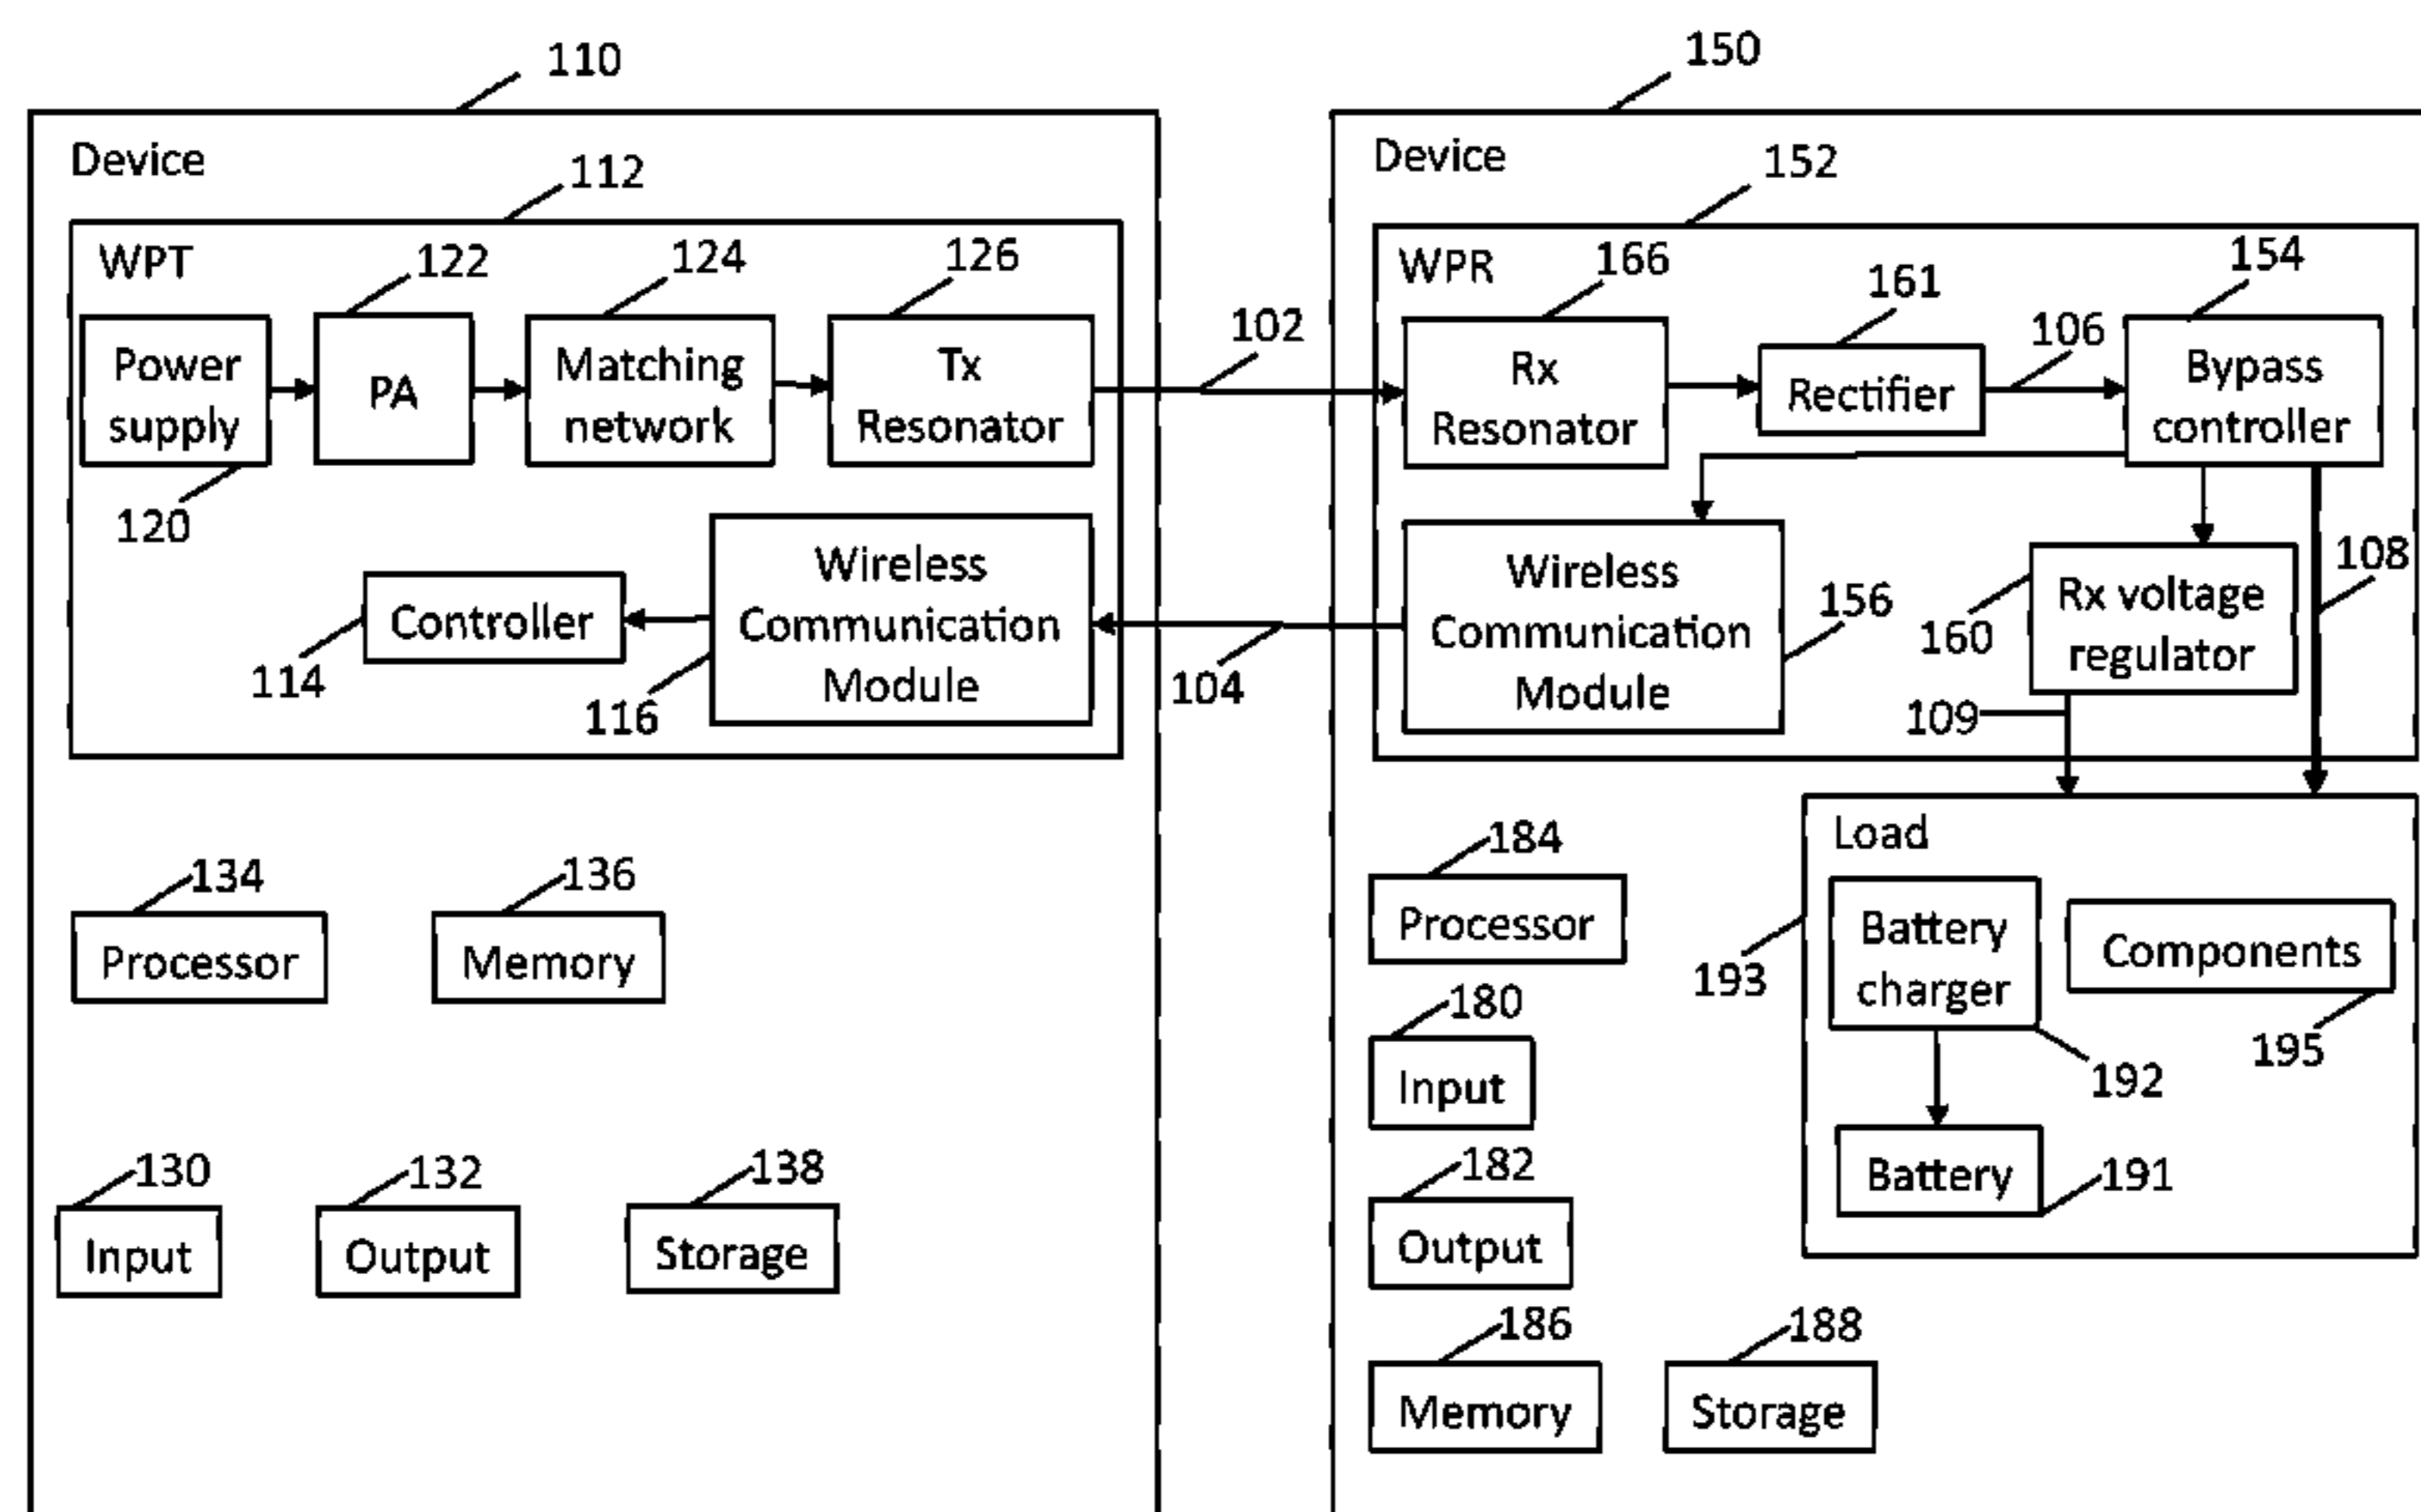 110
150
Device
112
WPT
122
124
126
Power
supply
PA
Matching
network
Tx
Resonator
120
Controller
114
Wireless
Communication
Module
116
102
104
Device
152
WPR
166
161
106
154
Rx
Resonator
Rectifier
Bypass
controller
Wireless
Communication
Module
156
160
Rx voltage
regulator
108
109
134
Processor
136
Memory
130
Input
132
Output
138
Storage
184
Processor
180
Input
182
Output
186
Memory
188
Storage
Load
193
Battery
charger
192
Components
195
Battery
191